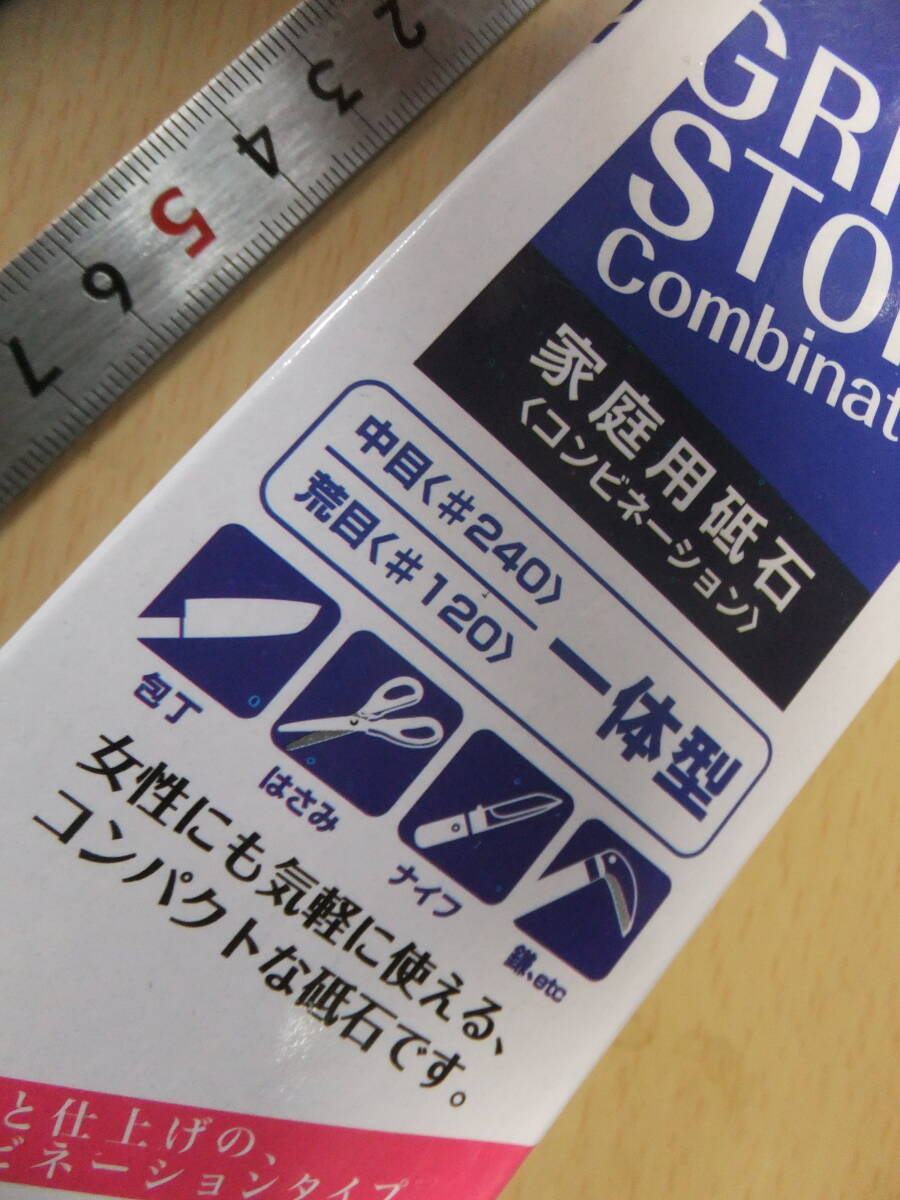 2
3
4
5
6
7
GRI
STO
Combinat
家庭用砥石
〈コンビネーション〉
中目〈#240〉
荒目〈#120〉
一体型
包丁
はさみ
ナイフ
鎌、etc
女性にも気軽に使える、
コンパクトな砥石です。
と仕上げの、
ビネーションタイプ